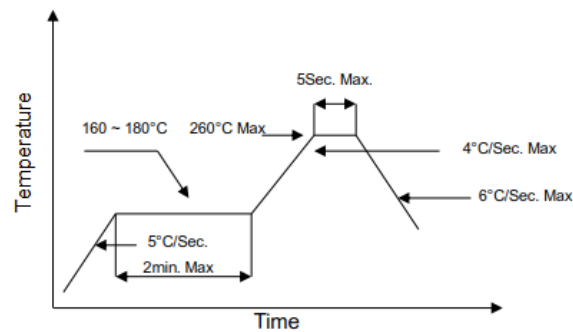 5Sec. Max.
160 ~ 180°C
260°C Max
4°C/Sec. Max
6°C/Sec. Max
5°C/Sec.
2min. Max
Temperature
Time